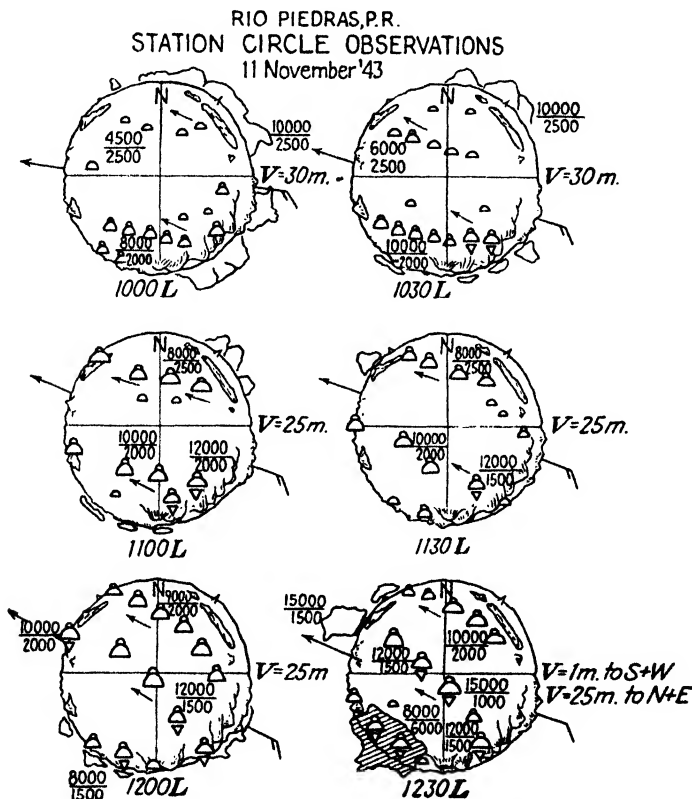 RIO PIEDRAS, P.R.
STATION CIRCLE OBSERVATIONS
11 November '43
N
4500
2500
10000
2500
V=30m.
8000
2000
1000L
N
10000
2500
6000
2500
V=30m.
10000
2000
1030L
N
8000
2500
V=25m.
10000
2000
12000
2000
1100L
N
8000
2500
V=25m.
10000
2000
12000
1500
1130L
N
9000
2000
10000
2000
V=25m
12000
1500
8000
1500
1200L
N
15000
1500
10000
2000
12000
1500
V=1m. to S+W
V=25m. to N+E
15000
1000
8000
6000
12000
1500
1230L